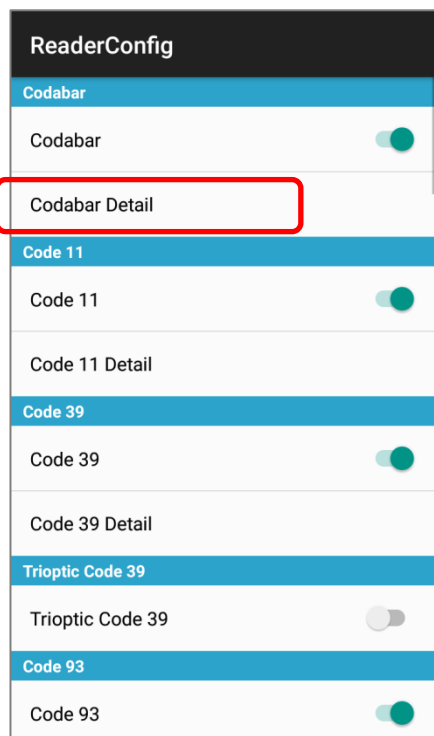 ReaderConfig
Codabar
Codabar
Codabar Detail
Code 11
Code 11
Code 11 Detail
Code 39
Code 39
Code 39 Detail
Trioptic Code 39
Trioptic Code 39
Code 93
Code 93